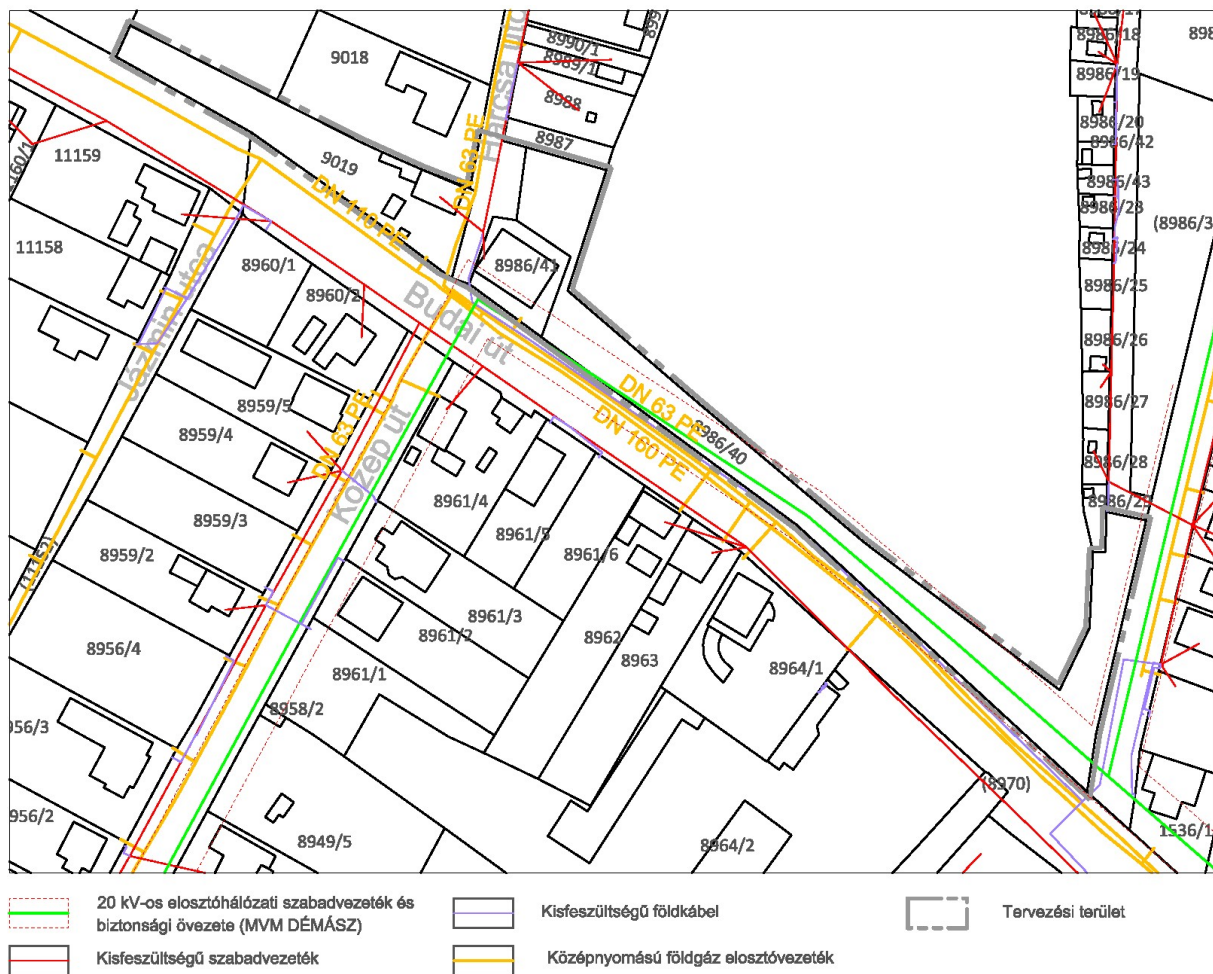 8986/17
8986/18
8990/1
8989/1
9018
8986/19
8988
8986/20
8987
8986/42
11159
9019
8986/43
DN 63 PE
Harcsa
8986/23
DN 110 PE
11158
8986/24
8960/1
8986/41
8986/25
8960/2
Budai út
Jázmin utca
8986/26
8959/5
DN 63 PE
8986/27
8959/4
DN 63 PE
8986/40
DN 160 PE
Közép út
8986/28
8961/4
8959/3
8961/5
8961/6
(11152)
8959/2
8961/3
8961/2
8962
8956/4
8963
8961/1
8964/1
8958/2
(8970)
8949/5
8964/2
20 kV-os elosztóhálózati szabadvezeték és
biztonsági övezete (MVM DÉMÁSZ)
Kisfeszültségű földkábel
Tervezési terület
Kisfeszültségű szabadvezeték
Középnyomású földgáz elosztóvezeték